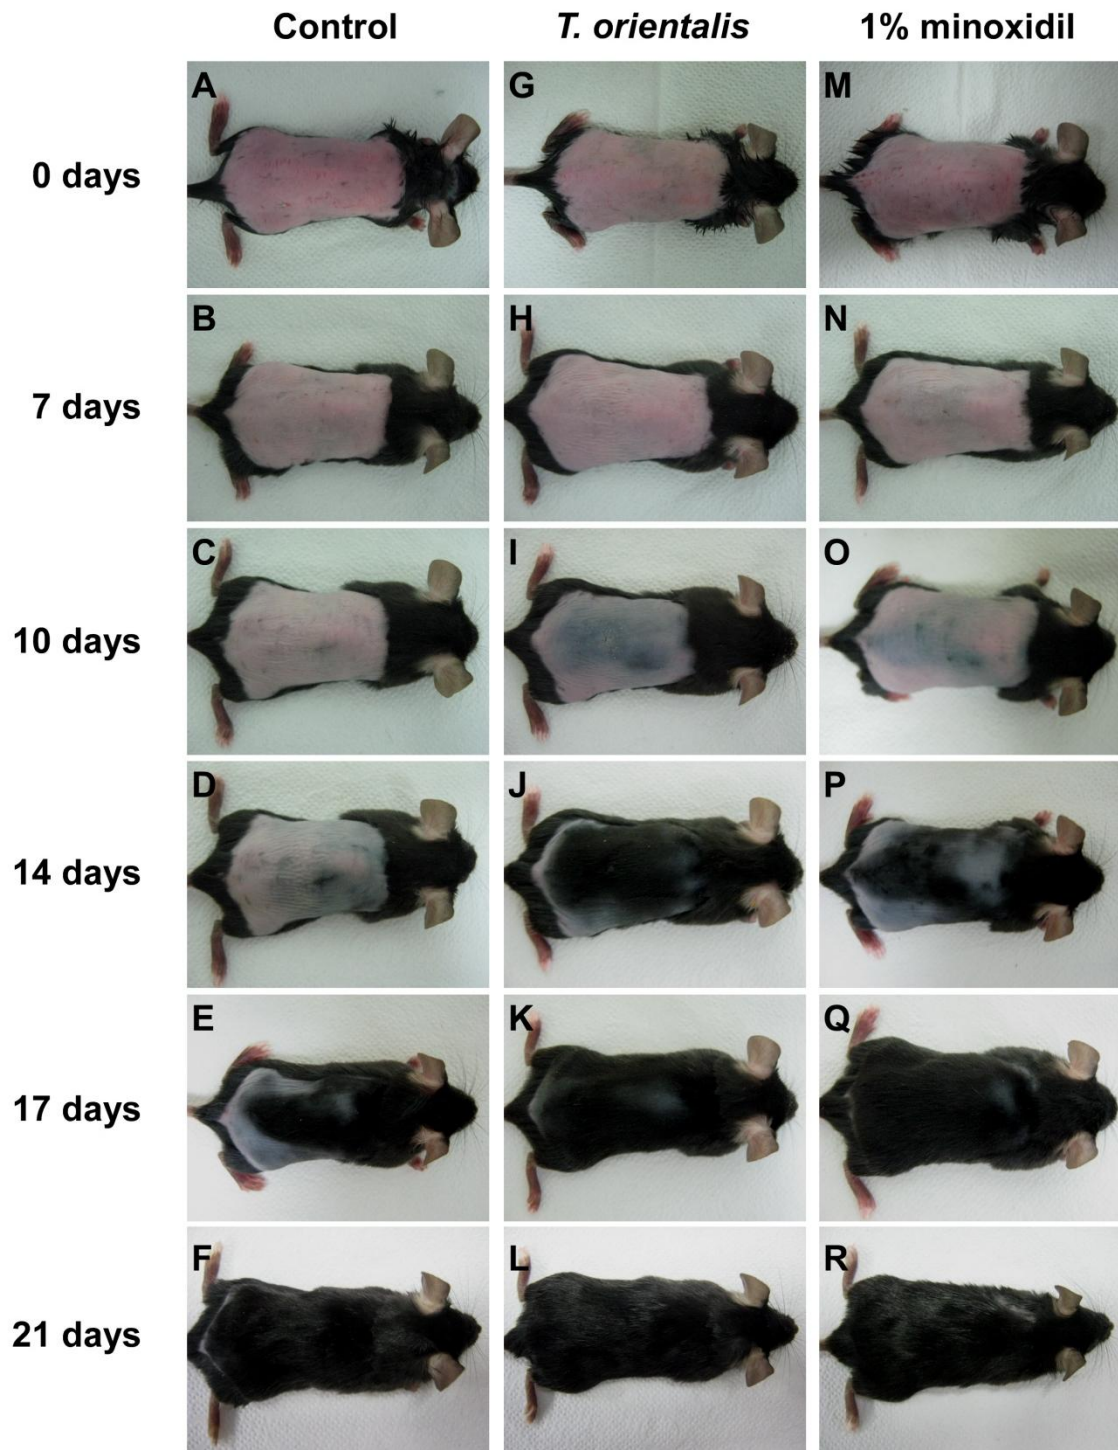 Control T. orientalis 1% minoxidil
A G M
0 days
B H N
7 days
C I O
10 days
D J P
14 days
E K Q
17 days
F L R
21 days